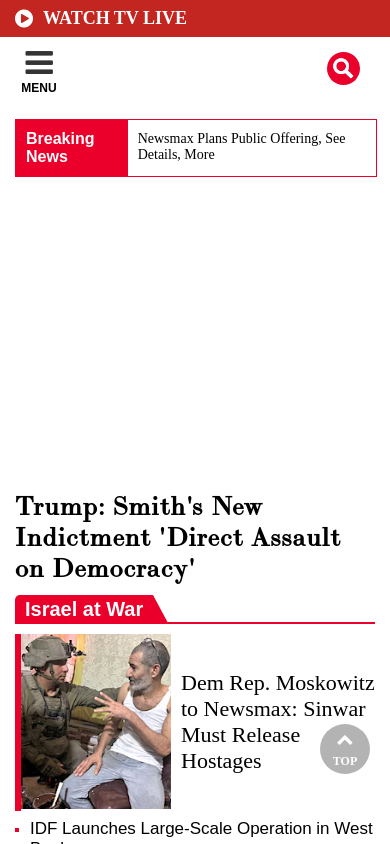 WATCH TV LIVE
MENU
Breaking
News
Newsmax Plans Public Offering, See
Details, More
Trump: Smith's New
Indictment 'Direct Assault
on Democracy'
Israel at War
Dem Rep. Moskowitz
to Newsmax: Sinwar
Must Release
Hostages
TOP
IDF Launches Large-Scale Operation in West